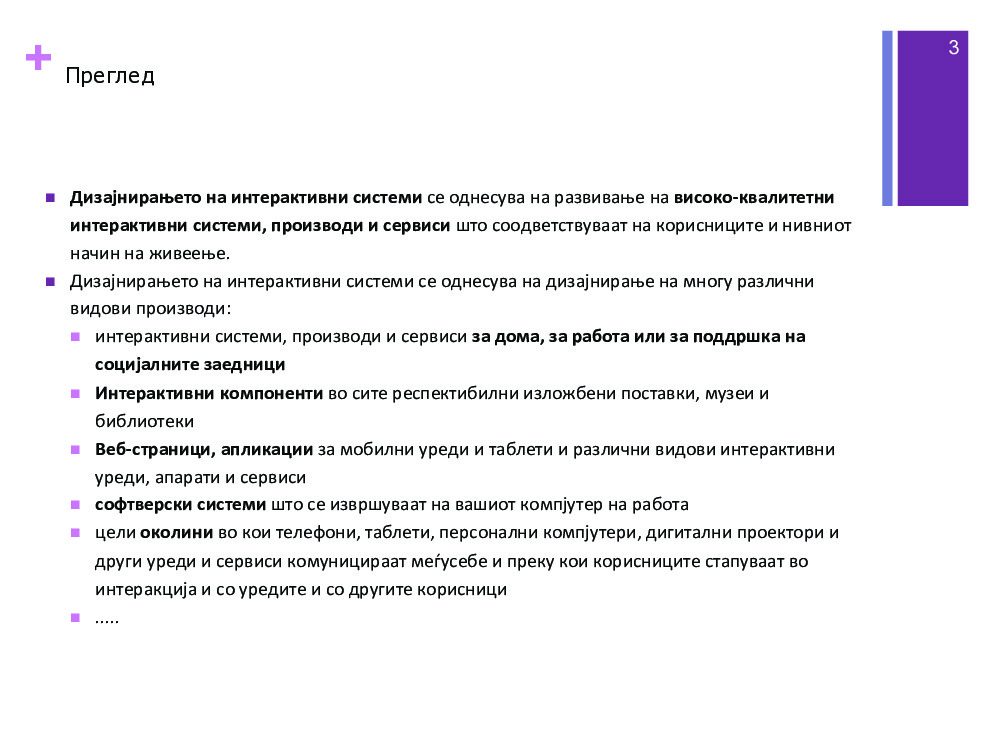 3
Преглед
Дизајнирањето на интерактивни системи се однесува на развивање на високо-квалитетни
интерактивни системи, производи и сервиси што соодветствуваат на корисниците и нивниот
начин на живеење.
Дизајнирањето на интерактивни системи се однесува на дизајнирање на многу различни
видови производи:
интерактивни системи, производи и сервиси за дома, за работа или за поддршка на
социјалните заедници
Интерактивни компоненти во сите респектибилни изложбени поставки, музеи и
библиотеки
Веб-страници, апликации за мобилни уреди и таблети и различни видови интерактивни
уреди, апарати и сервиси
софтверски системи што се извршуваат на вашиот компјутер на работа
цели околини во кои телефони, таблети, персонални компјутери, дигитални проектори и
други уреди и сервиси комуницираат меѓусебе и преку кои корисниците стапуваат во
интеракција и со уредите и со другите корисници
.....